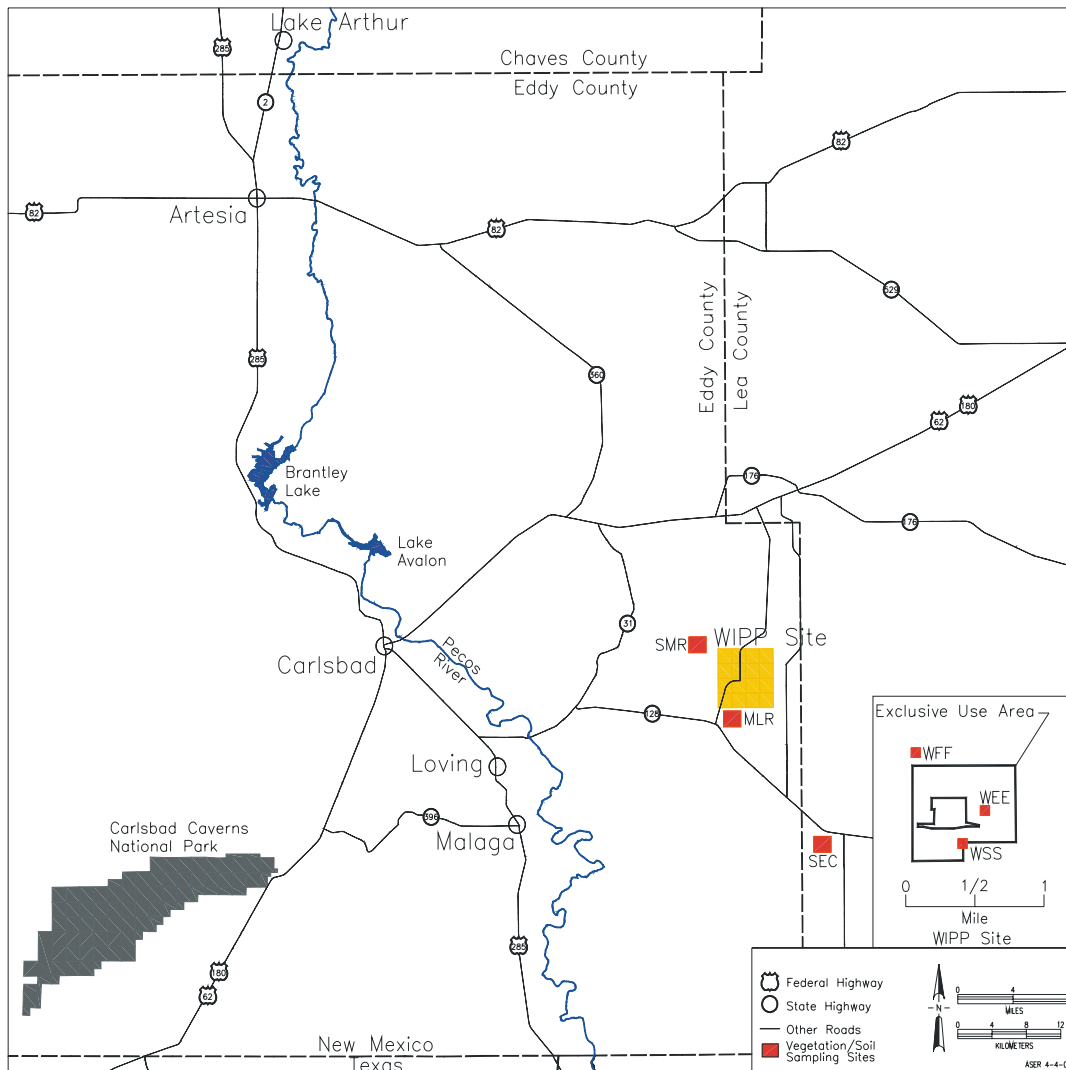 Lake Arthur
285
Chaves County
Eddy County
2
82
Artesia
82
82
529
Eddy County
Lea County
285
360
180
62
Brantley
Lake
176
176
Lake
Avalon
31
SMR
WIPP Site
Carlsbad
Pecos
River
128
MLR
Exclusive Use Area
WFF
WEE
WSS
0 1/2 1
Mile
WIPP Site
Loving
396
Malaga
Carlsbad Caverns
National Park
SEC
285
180
62
Federal Highway
State Highway
Other Roads
Vegetation/Soil
Sampling Sites
N
0 4
MILES
0 4 8 12
KILOMETERS
New Mexico
Texas